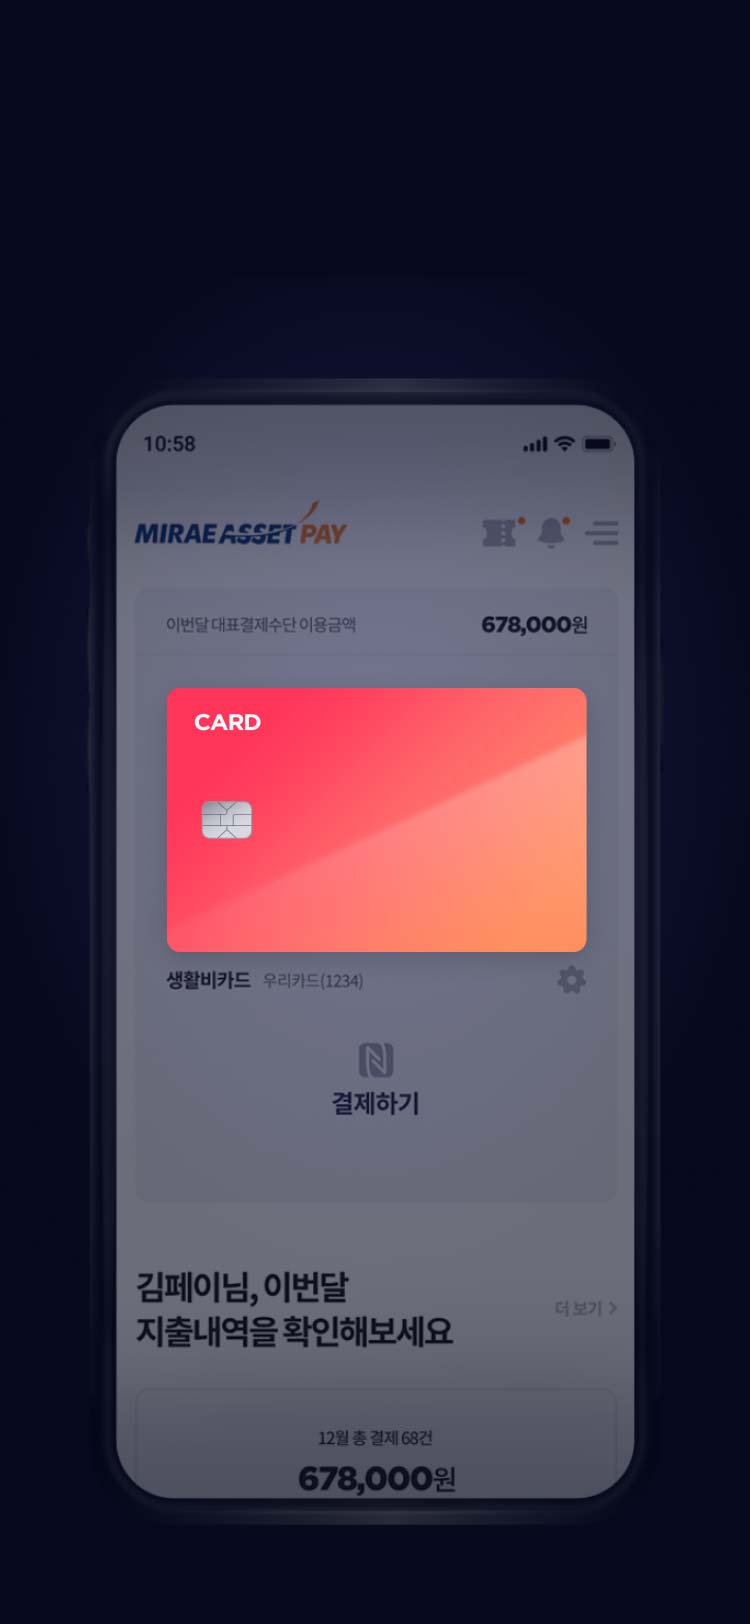 10:58
MIRAE ASSET PAY
이번달 대표결제수단 이용금액 678,000원
CARD
생활비카드 우리카드(1234)
결제하기
김페이님, 이번달
지출내역을 확인해보세요
더 보기
12월 총 결제 68건
678,000원